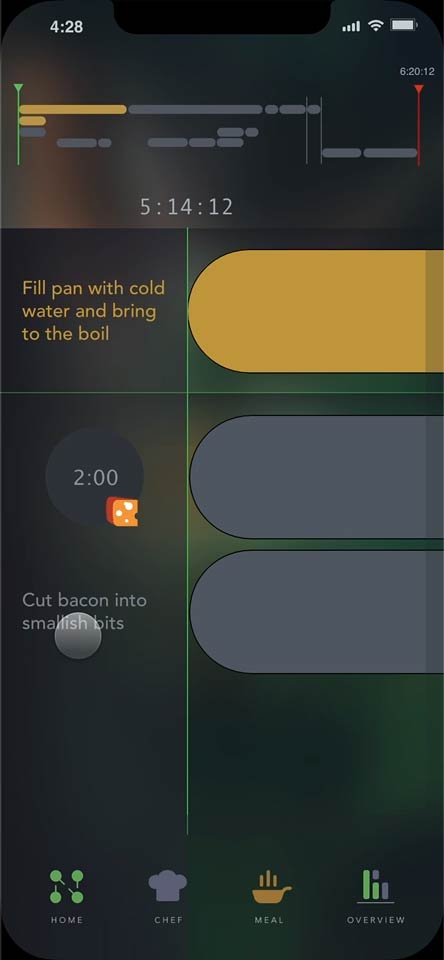 4:28
6:20:12
5:14:12
Fill pan with cold
water and bring
to the boil
2:00
Cut bacon into
smallish bits
HOME CHEF MEAL OVERVIEW